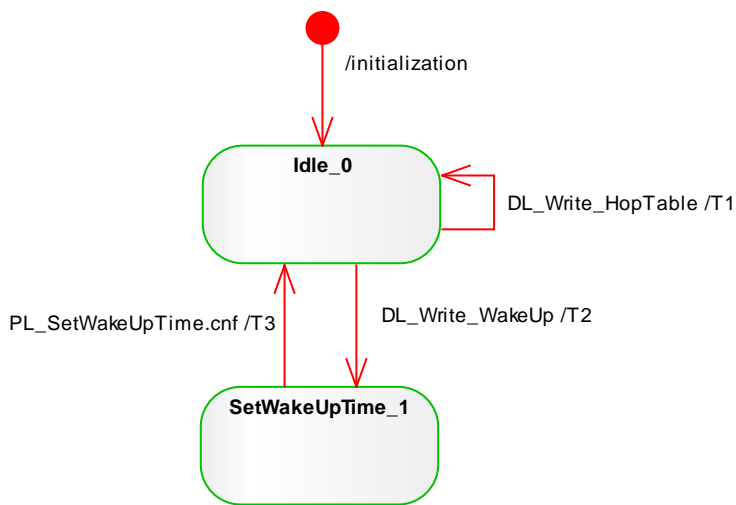 /initialization
Idle_0
DL_Write_HopTable /T1
DL_Write_WakeUp /T2
PL_SetWakeUpTime.cnf /T3
SetWakeUpTime_1